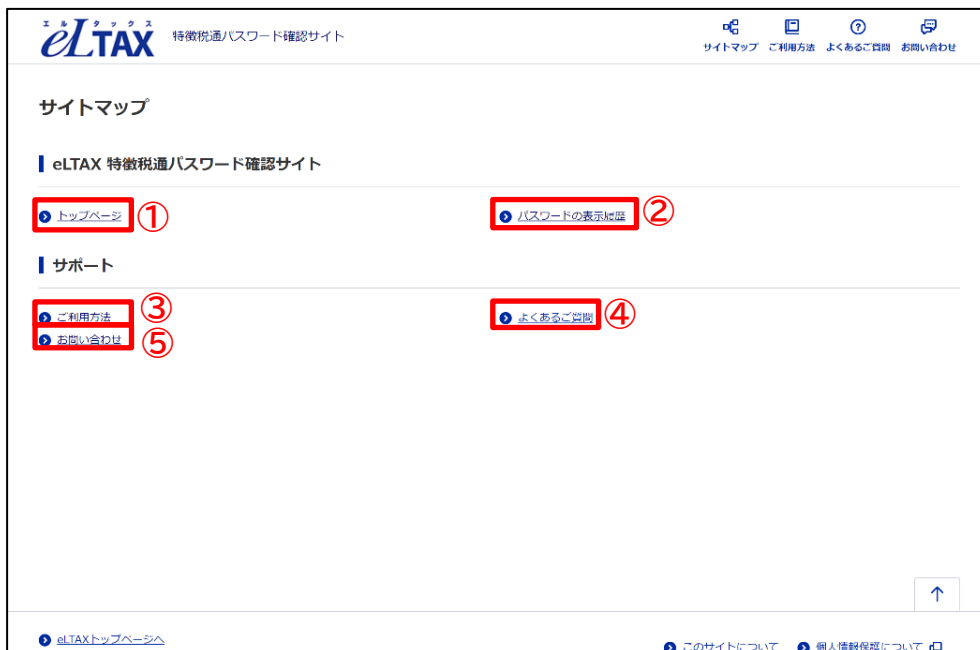 エルタックス
eLTAX 特徴税通パスワード確認サイト
サイトマップ ご利用方法 よくあるご質問 お問い合わせ
サイトマップ
eLTAX 特徴税通パスワード確認サイト
トップページ ① パスワードの表示履歴 ②
サポート
ご利用方法 ③ よくあるご質問 ④
お問い合わせ ⑤
eLTAXトップページへ
このサイトについて 個人情報保護について